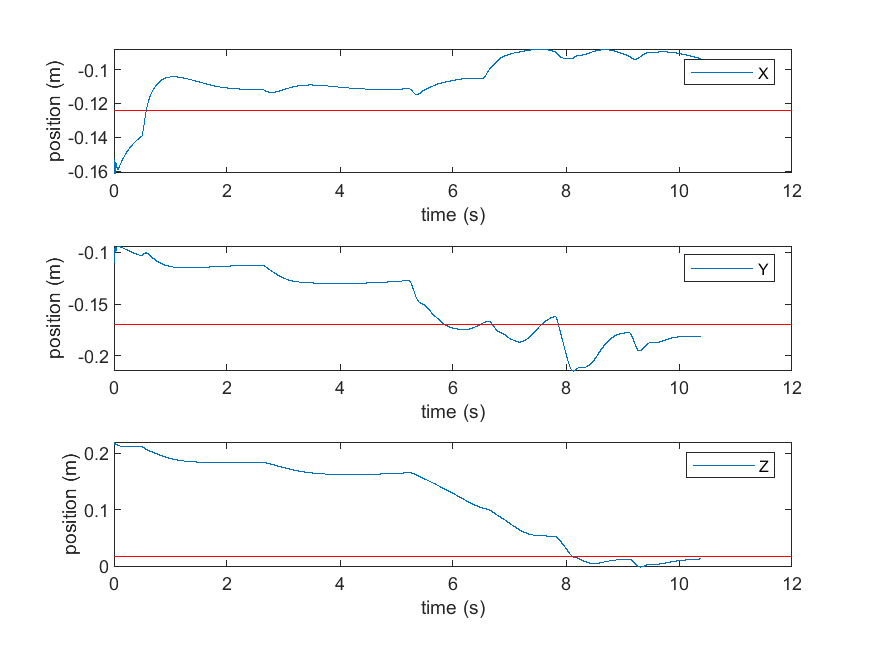 -0.1
-0.12
-0.14
-0.16
position (m)
X
0 2 4 6 8 10 12
time (s)
-0.1
-0.15
-0.2
position (m)
Y
0 2 4 6 8 10 12
time (s)
0.2
0.1
0
position (m)
Z
0 2 4 6 8 10 12
time (s)